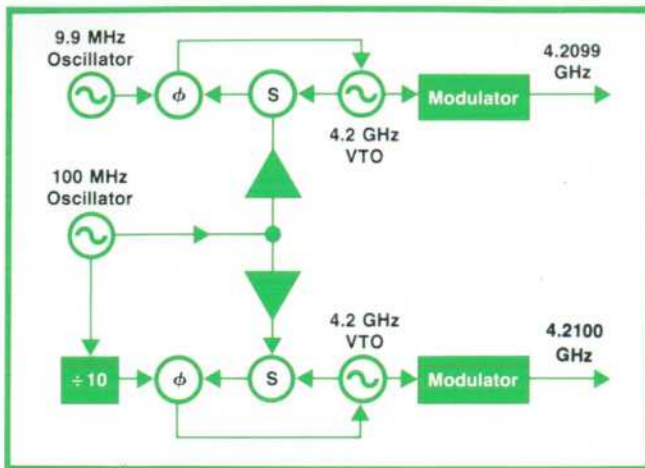 9.9 MHz
Oscillator
ϕ
S
4.2 GHz
VTO
Modulator
4.2099
GHz
100 MHz
Oscillator
÷10
ϕ
S
4.2 GHz
VTO
Modulator
4.2100
GHz